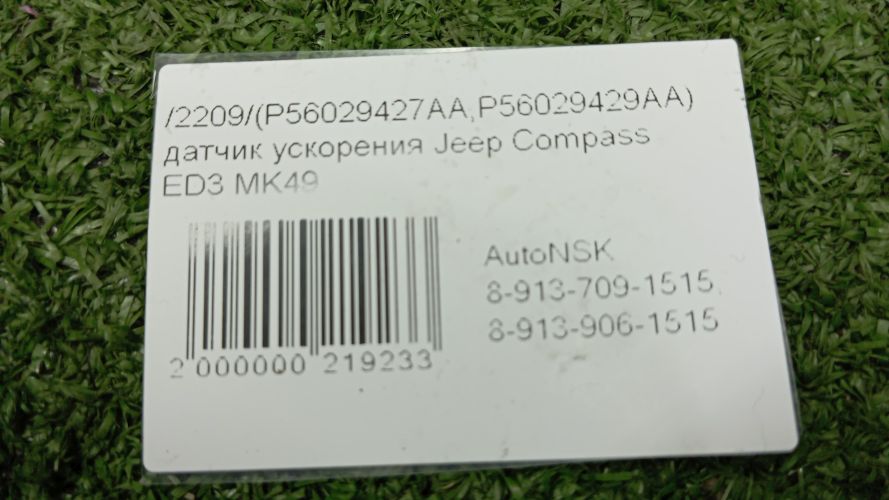 /2209/(P56029427AA,P56029429AA)
датчик ускорения Jeep Compass
ED3 MK49
AutoNSK
8-913-709-1515,
8-913-906-1515
2 000000 219233